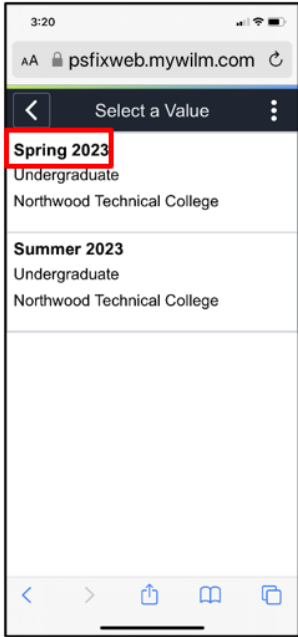 3:20
AA psfixweb.mywilm.com
Select a Value
Spring 2023
Undergraduate
Northwood Technical College
Summer 2023
Undergraduate
Northwood Technical College